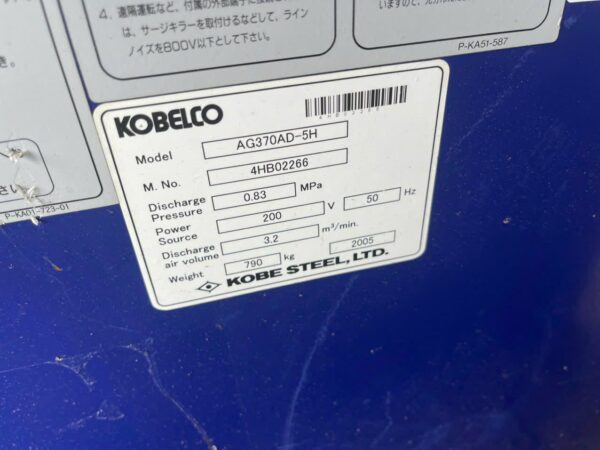 4. 遠隔運転など、付属の外部端子に接続
は、サージキラーを取付けるなどして、ライン
ノイズを800V以下として下さい。
P-KA51-587
さい
P-KA01-723-01
KOBELCO
Model AG370AD-5H
M. No. 4HB02266
Discharge Pressure 0.83 MPa
Power Source 200 V 50 Hz
Discharge air volume 3.2 m³/min.
Weight 790 kg 2005
KOBE STEEL, LTD.